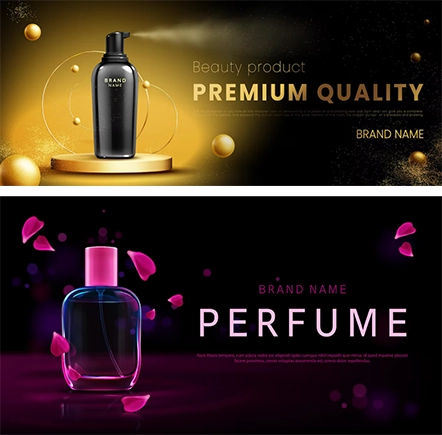 BRAND
NAME
Beauty product
PREMIUM QUALITY
BRAND NAME
BRAND NAME
PERFUME